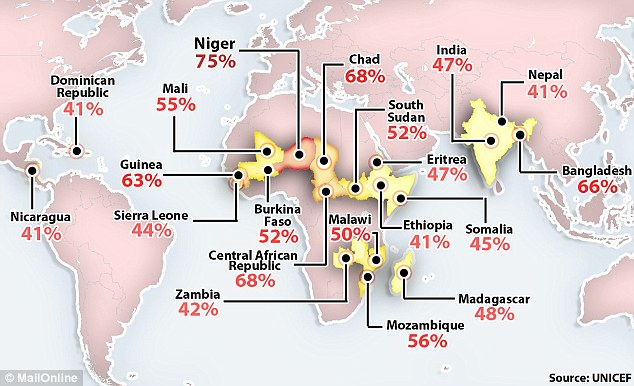 Niger
75%
Chad
68%
India
47%
Nepal
41%
Dominican
Republic
41%
Mali
55%
South
Sudan
52%
Guinea
63%
Eritrea
47%
Bangladesh
66%
Nicaragua
41%
Sierra Leone
44%
Burkina
Faso
52%
Malawi
50%
Ethiopia
41%
Somalia
45%
Central African
Republic
68%
Zambia
42%
Madagascar
48%
Mozambique
56%
© MailOnline
Source: UNICEF